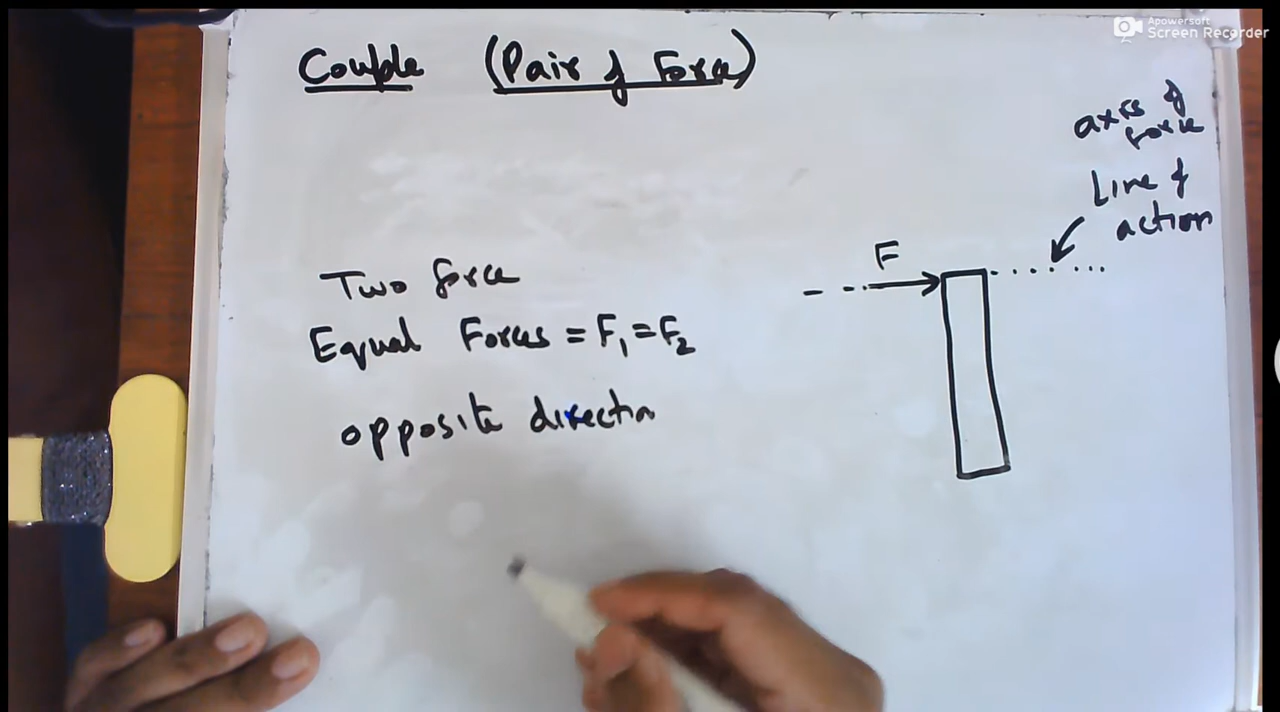 Apowersoft
Screen Recorder
Couple (Pair of Force)
axis of
force
Line of
action
F
Two force
Equal Forces = F₁ = F₂
opposite direction